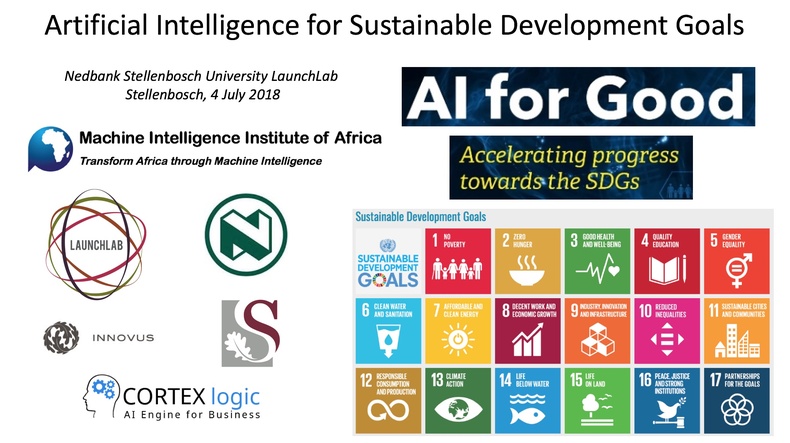 Artificial Intelligence for Sustainable Development Goals
Nedbank Stellenbosch University LaunchLab
Stellenbosch, 4 July 2018
Machine Intelligence Institute of Africa
Transform Africa through Machine Intelligence
LAUNCHLAB
N
INNOVUS
S
CORTEX logic
AI Engine for Business
AI for Good
Accelerating progress
towards the SDGs
Sustainable Development Goals
SUSTAINABLE
DEVELOPMENT
GOALS
1 NO
POVERTY
2 ZERO
HUNGER
3 GOOD HEALTH
AND WELL-BEING
4 QUALITY
EDUCATION
5 GENDER
EQUALITY
6 CLEAN WATER
AND SANITATION
7 AFFORDABLE AND
CLEAN ENERGY
8 DECENT WORK AND
ECONOMIC GROWTH
9 INDUSTRY, INNOVATION
AND INFRASTRUCTURE
10 REDUCED
INEQUALITIES
11 SUSTAINABLE CITIES
AND COMMUNITIES
12 RESPONSIBLE
CONSUMPTION
AND PRODUCTION
13 CLIMATE
ACTION
14 LIFE
BELOW WATER
15 LIFE
ON LAND
16 PEACE, JUSTICE
AND STRONG
INSTITUTIONS
17 PARTNERSHIPS
FOR THE GOALS